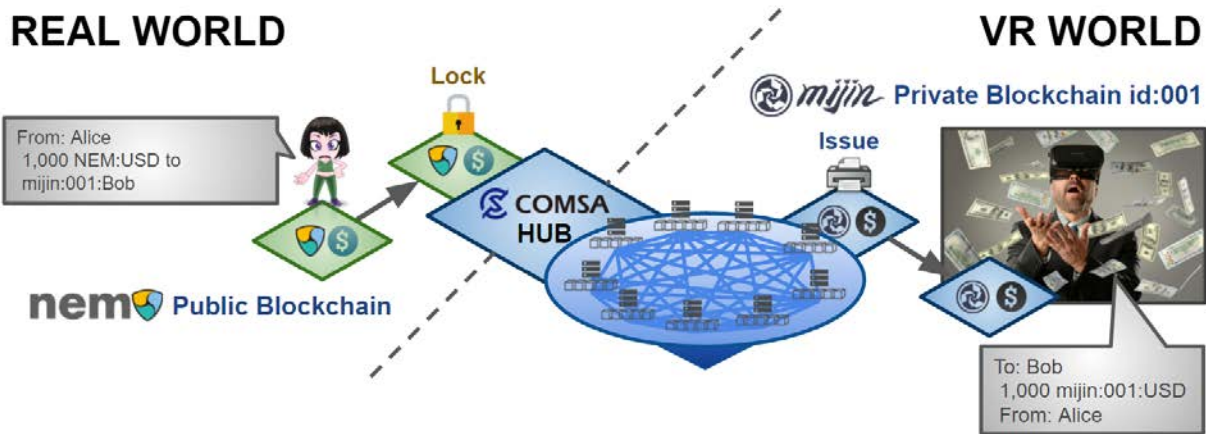 REAL WORLD
VR WORLD
Lock
mijin Private Blockchain id:001
From: Alice
1,000 NEM:USD to
mijin:001:Bob
Issue
COMSA
HUB
nem Public Blockchain
To: Bob
1,000 mijin:001:USD
From: Alice